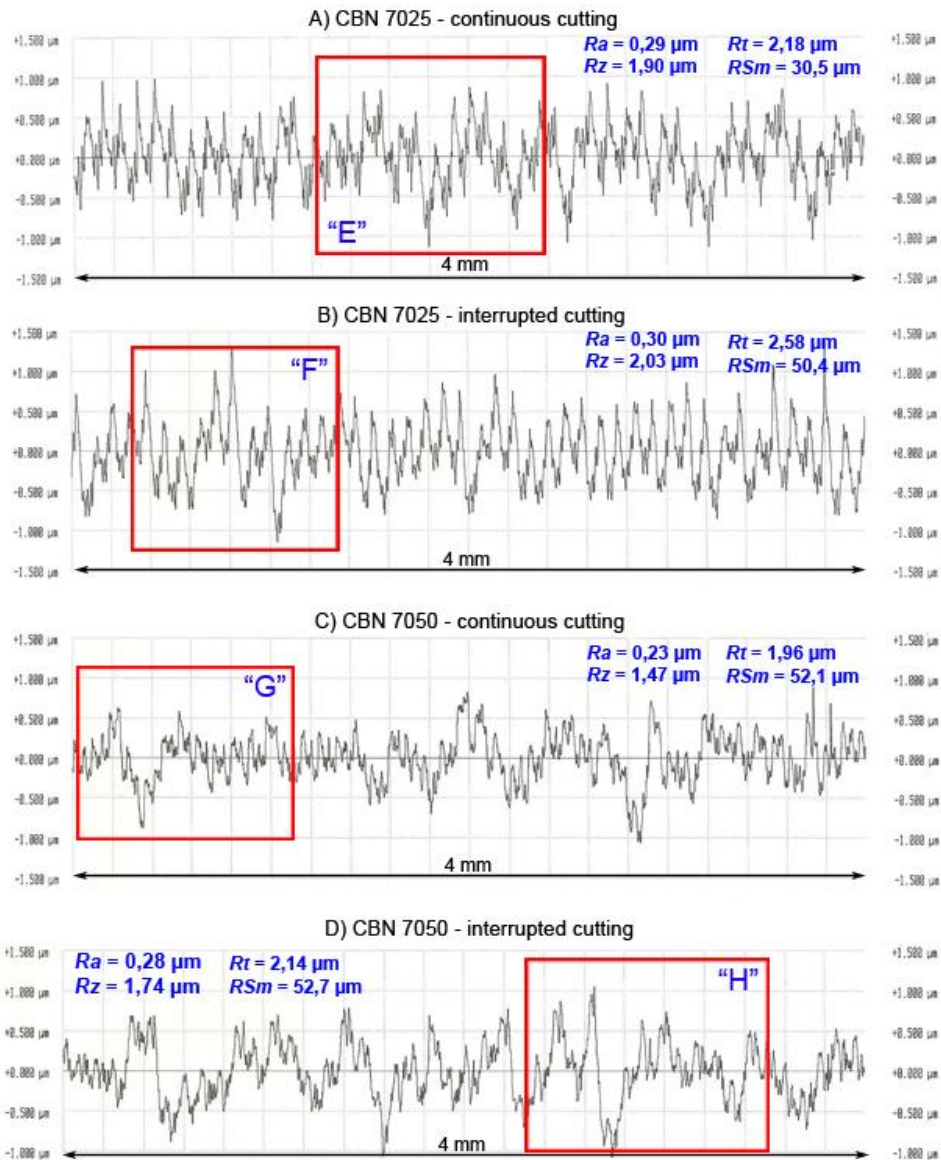 A) CBN 7025 - continuous cutting
+1.500 µm +1.500 µm
Ra = 0,29 µm Rt = 2,18 µm
Rz = 1,90 µm RSm = 30,5 µm
+1.000 µm +1.000 µm
+0.500 µm +0.500 µm
+0.000 µm +0.000 µm
-0.500 µm -0.500 µm
“E”
-1.000 µm -1.000 µm
4 mm
-1.500 µm -1.500 µm
B) CBN 7025 - interrupted cutting
+1.500 µm +1.500 µm
Ra = 0,30 µm Rt = 2,58 µm
Rz = 2,03 µm RSm = 50,4 µm
“F”
+1.000 µm +1.000 µm
+0.500 µm +0.500 µm
+0.000 µm +0.000 µm
-0.500 µm -0.500 µm
-1.000 µm -1.000 µm
4 mm
-1.500 µm -1.500 µm
C) CBN 7050 - continuous cutting
+1.500 µm +1.500 µm
Ra = 0,23 µm Rt = 1,96 µm
Rz = 1,47 µm RSm = 52,1 µm
“G”
+1.000 µm +1.000 µm
+0.500 µm +0.500 µm
+0.000 µm +0.000 µm
-0.500 µm -0.500 µm
-1.000 µm -1.000 µm
4 mm
-1.500 µm -1.500 µm
D) CBN 7050 - interrupted cutting
+1.500 µm +1.500 µm
Ra = 0,28 µm Rt = 2,14 µm
Rz = 1,74 µm RSm = 52,7 µm
“H”
+1.000 µm +1.000 µm
+0.500 µm +0.500 µm
+0.000 µm +0.000 µm
-0.500 µm -0.500 µm
4 mm
-1.000 µm -1.000 µm